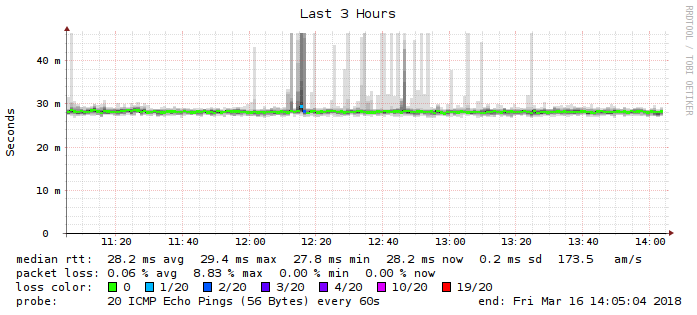 Last 3 Hours
RRDTOOL / TOBI OETIKER
Seconds
40 m
30 m
20 m
10 m
0
11:20 11:40 12:00 12:20 12:40 13:00 13:20 13:40 14:00
median rtt: 28.2 ms avg 29.4 ms max 27.8 ms min 28.2 ms now 0.2 ms sd 173.5 am/s
packet loss: 0.06 % avg 8.83 % max 0.00 % min 0.00 % now
loss color: 0 1/20 2/20 3/20 4/20 10/20 19/20
probe: 20 ICMP Echo Pings (56 Bytes) every 60s end: Fri Mar 16 14:05:04 2018